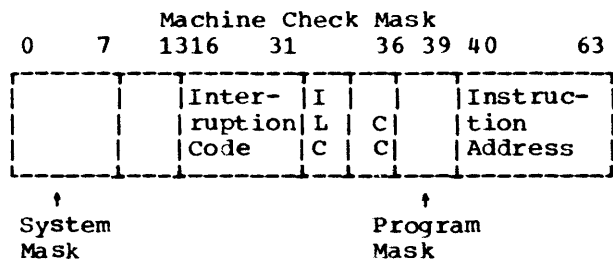 Machine Check Mask
0 7 1316 31 36 39 40 63
Inter- I Instruc-
ruption L C tion
Code C C Address
System Program
Mask Mask